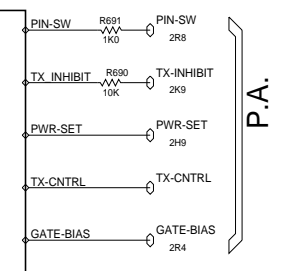 PIN-SW R691 PIN-SW
1K0 2R8
TX_INHIBIT R690 TX-INHIBIT
10K 2K9
PWR-SET PWR-SET
2H9
TX-CNTRL TX-CNTRL
GATE-BIAS GATE-BIAS
2R4
P.A.